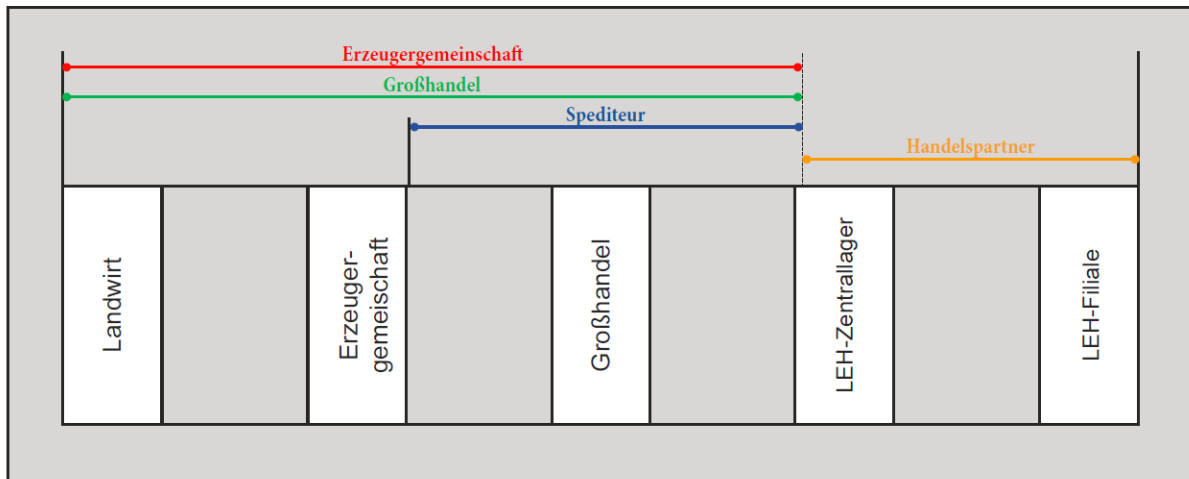 Erzeugergemeinschaft
Großhandel
Spediteur
Handelspartner
Landwirt
Erzeuger-
gemeischaft
Großhandel
LEH-Zentrallager
LEH-Filiale